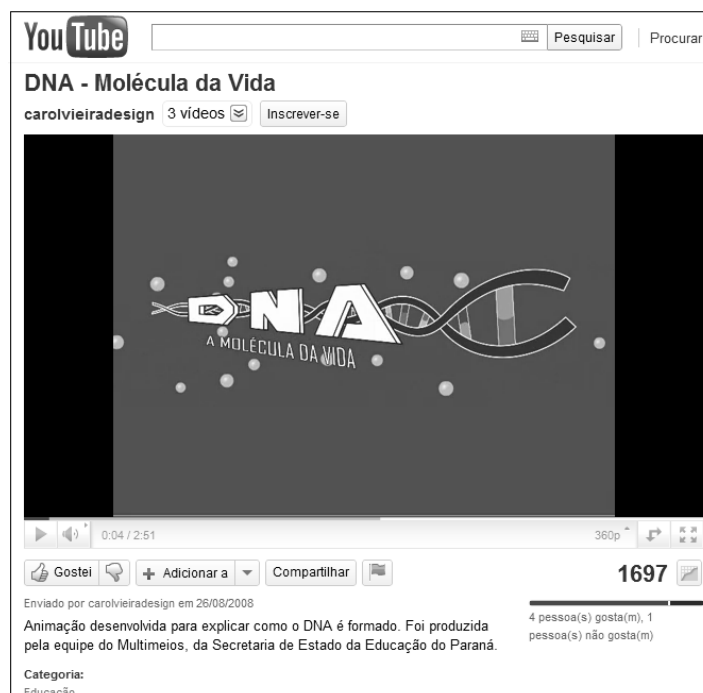 YouTube
Pesquisar
Procurar
DNA - Molécula da Vida
carolvieiradesign 3 vídeos Inscrever-se
DNA
A MOLÉCULA DA VIDA
0:04 / 2:51 360p
Gostei Adicionar a Compartilhar 1697
Enviado por carolvieiradesign em 26/08/2008
Animação desenvolvida para explicar como o DNA é formado. Foi produzida
pela equipe do Multimeios, da Secretaria de Estado da Educação do Paraná.
4 pessoa(s) gosta(m), 1
pessoa(s) não gosta(m)
Categoria:
Educação